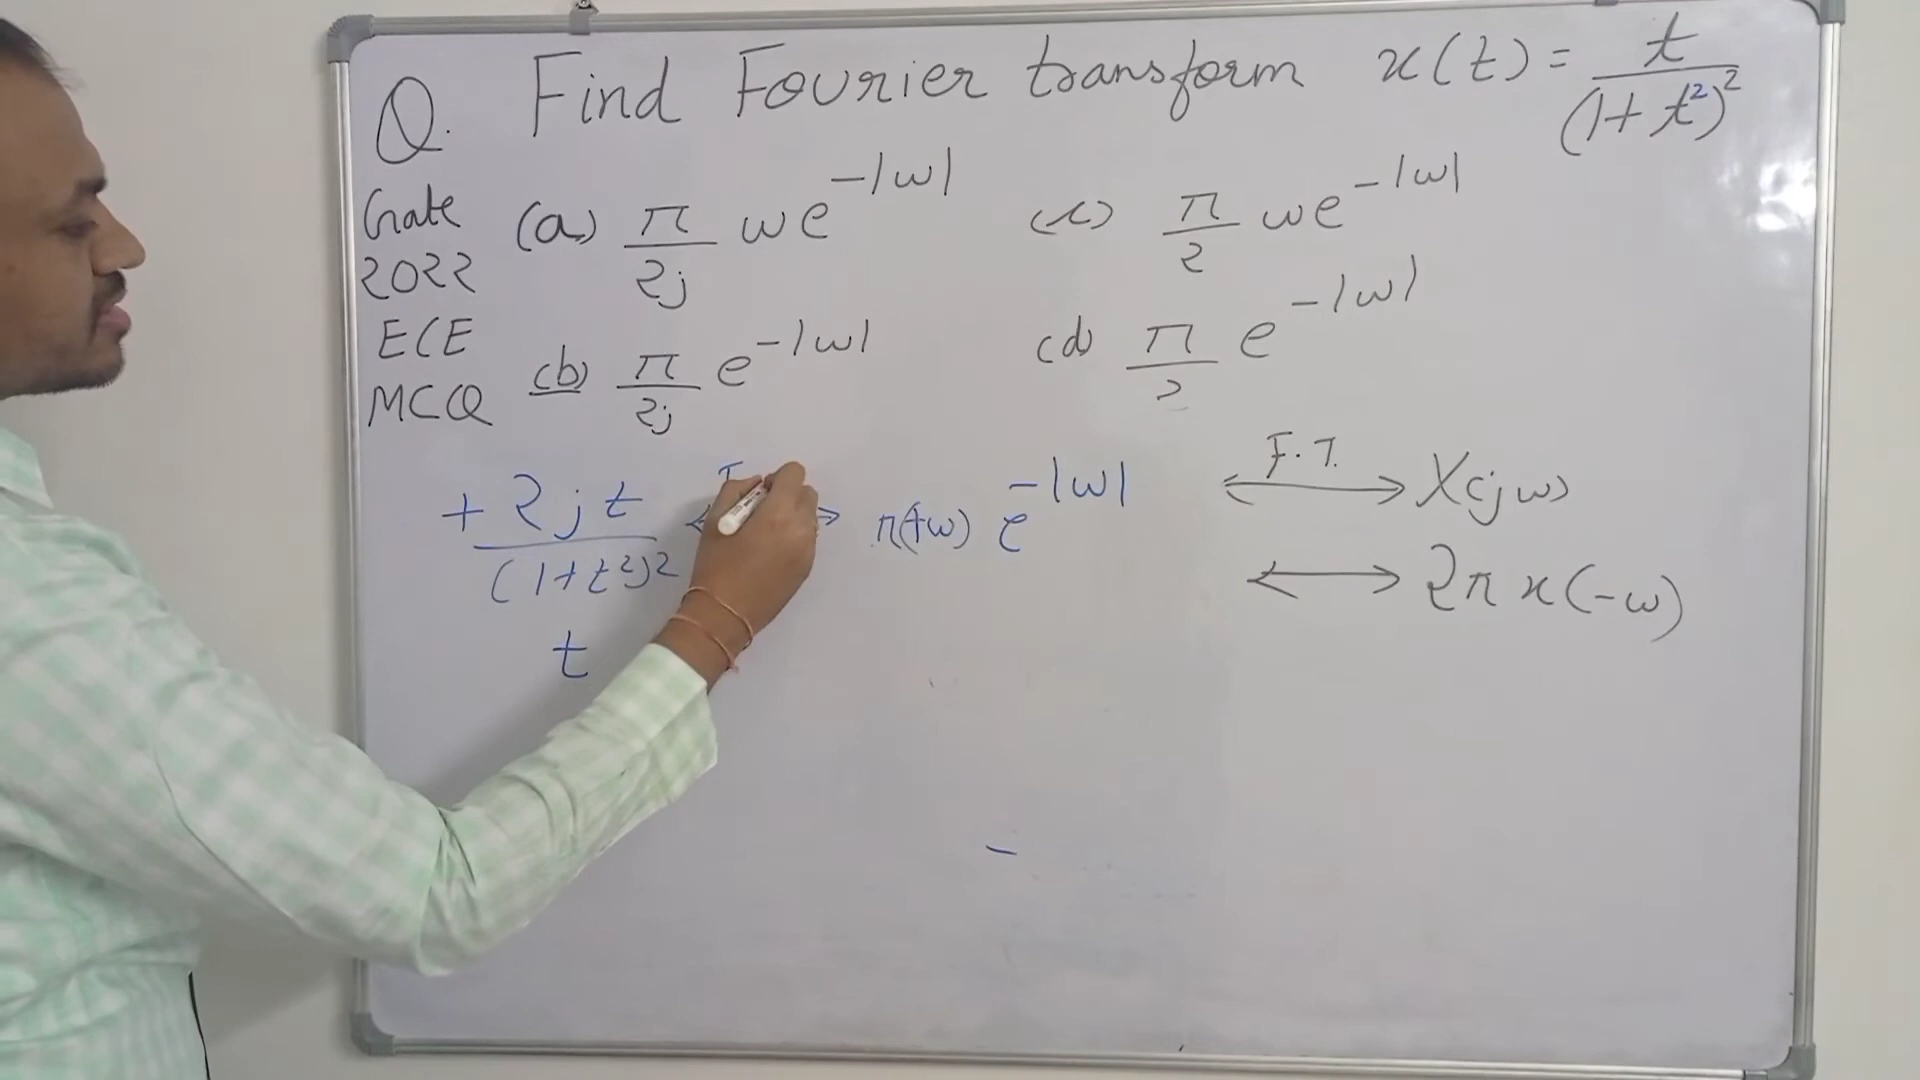 Q. Find Fourier transform x(t) = t / (1+t²)²
Gate 2022 ECE MCQ
(a) π/2j ωe^-|ω|
(c) π/2 ωe^-|ω|
(b) π/2j e^-|ω|
(d) π/2 e^-|ω|
+2jt / (1+t²)² ↔ π(+ω) e^-|ω|
F.T. ↔ X(jω)
↔ 2π x(-ω)
t
-